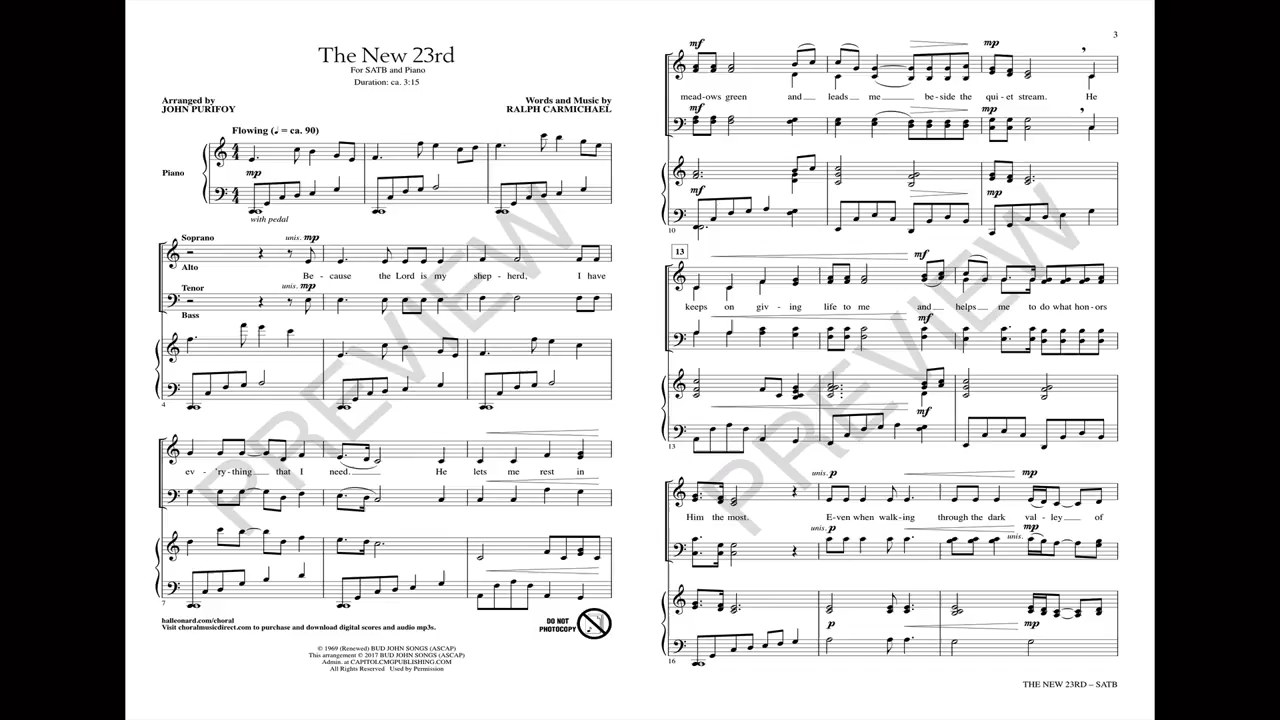 The New 23rd
For SATB and Piano
Duration: ca. 3:15
Arranged by
JOHN PURIFOY
Words and Music by
RALPH CARMICHAEL
Flowing (♩ = ca. 90)
Piano
mp
with pedal
Soprano
unis. mp
Alto
Be - cause the Lord is my shep - herd, I have
Tenor
unis. mp
Bass
4
ev - 'ry - thing that I need. He lets me rest in
7
halleonard.com/choral
Visit choralmusicdirect.com to purchase and download digital scores and audio mp3s.
DO NOT
PHOTOCOPY
© 1969 (Renewed) BUD JOHN SONGS (ASCAP)
This arrangement © 2017 BUD JOHN SONGS (ASCAP)
Admin. at CAPITOLCMGPUBLISHING.COM
All Rights Reserved Used by Permission
PREVIEW
3
mf mp
mead-ows green and leads me be-side the qui-et stream. He
mf mp
mf mp
10
13
mf
keeps on giv - ing life to me and helps me to do what hon-ors
mf
mf
13
unis. p mp
Him the most. E-ven when walk-ing through the dark val-ley of
unis. p mp
unis.
p mp
16
THE NEW 23RD – SATB
PREVIEW